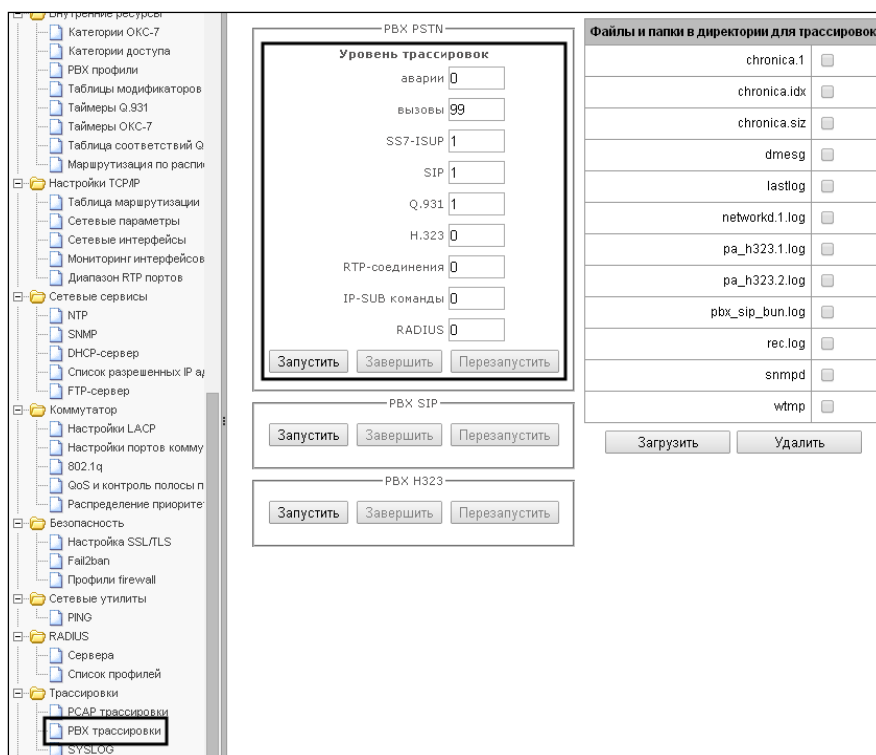 Внутренние ресурсы
Категории ОКС-7
Категории доступа
PBX профили
Таблицы модификаторов
Таймеры Q.931
Таймеры ОКС-7
Таблица соответствий Q
Маршрутизация по распи
Настройки TCP/IP
Таблица маршрутизации
Сетевые параметры
Сетевые интерфейсы
Мониторинг интерфейсов
Диапазон RTP портов
Сетевые сервисы
NTP
SNMP
DHCP-сервер
Список разрешенных IP ад
FTP-сервер
Коммутатор
Настройки LACP
Настройки портов комму
802.1q
QoS и контроль полосы п
Распределение приорите
Безопасность
Настройка SSL/TLS
Fail2ban
Профили firewall
Сетевые утилиты
PING
RADIUS
Сервера
Список профилей
Трассировки
PCAP трассировки
PBX трассировки
SYSLOG
PBX PSTN
Уровень трассировок
аварии 0
вызовы 99
SS7-ISUP 1
SIP 1
Q.931 1
H.323 0
RTP-соединения 0
IP-SUB команды 0
RADIUS 0
Запустить Завершить Перезапустить
PBX SIP
Запустить Завершить Перезапустить
PBX H323
Запустить Завершить Перезапустить
Файлы и папки в директории для трассировок
chronica.1
chronica.idx
chronica.siz
dmesg
lastlog
networkd.1.log
pa_h323.1.log
pa_h323.2.log
pbx_sip_bun.log
rec.log
snmpd
wtmp
Загрузить Удалить